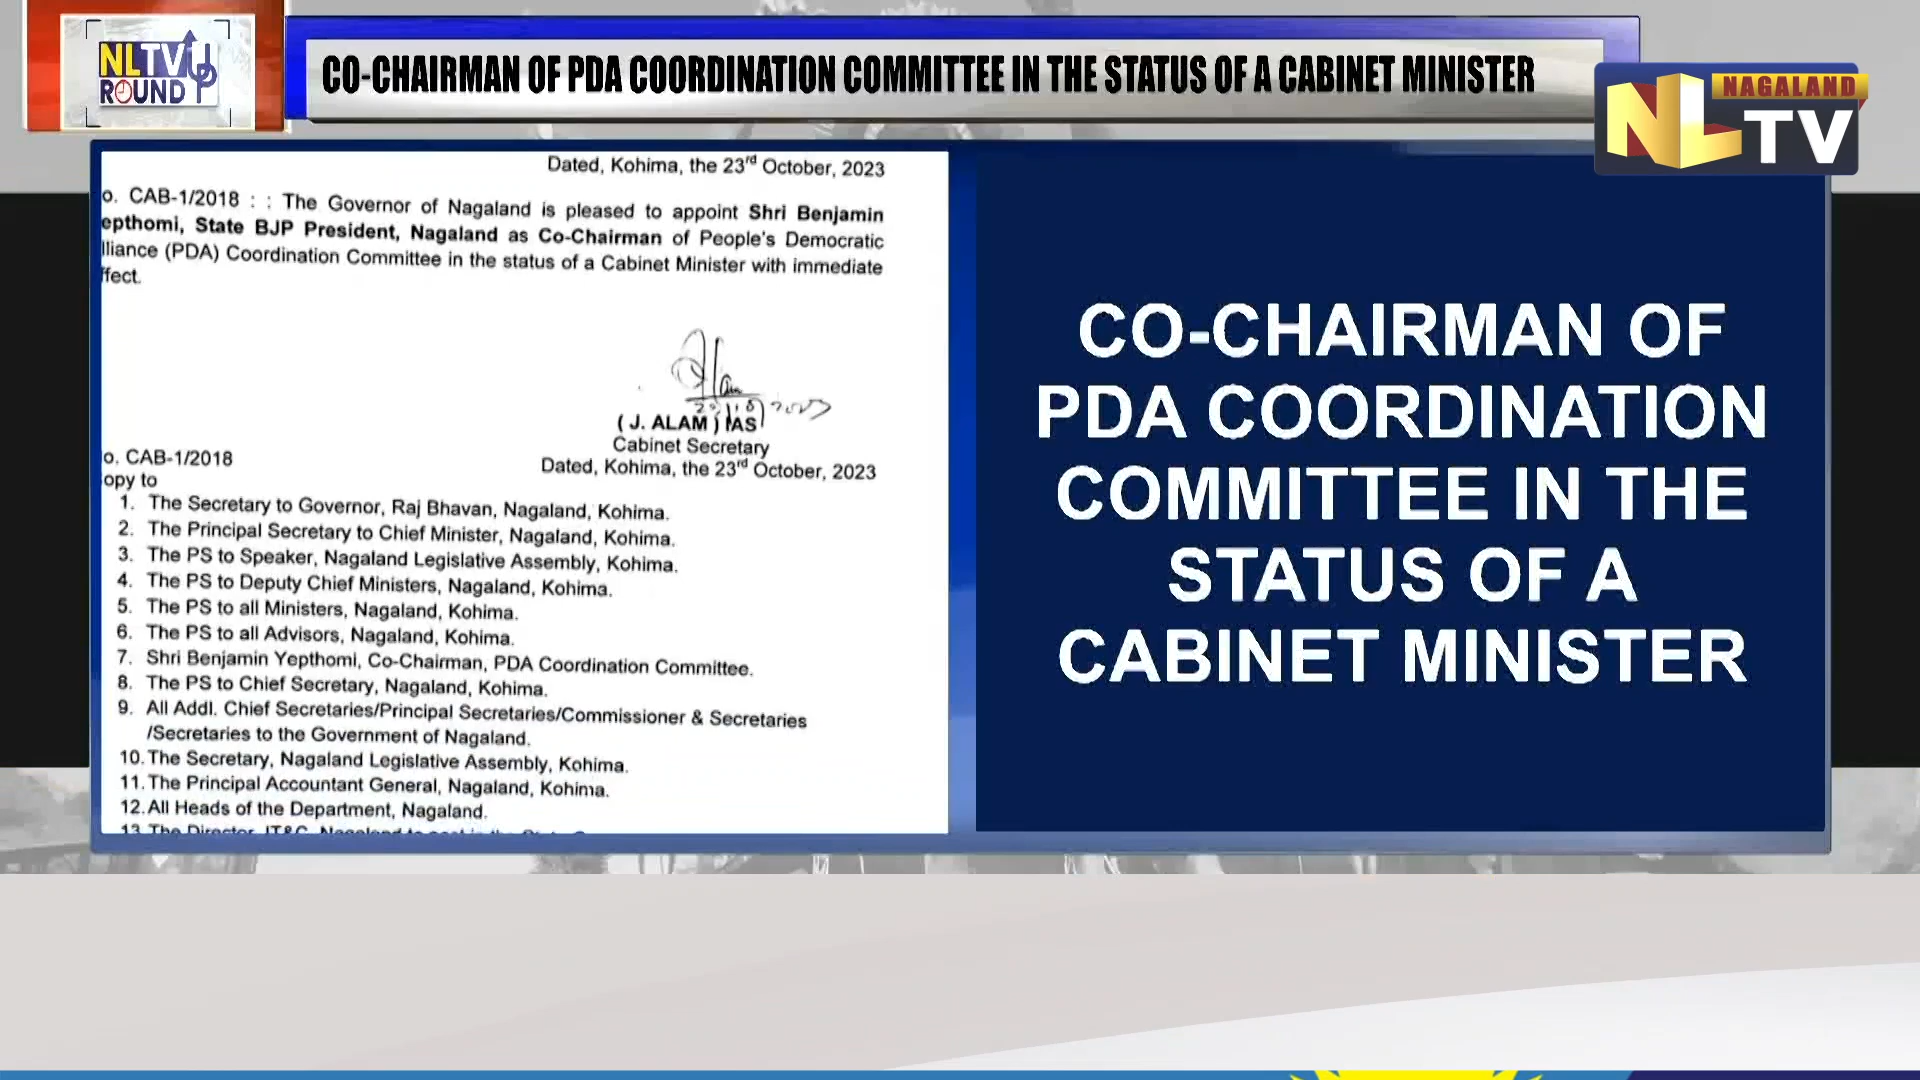 NLTV
ROUND UP
CO-CHAIRMAN OF PDA COORDINATION COMMITTEE IN THE STATUS OF A CABINET MINISTER
NAGALAND
NLTV
Dated, Kohima, the 23rd October, 2023
o. CAB-1/2018 : : The Governor of Nagaland is pleased to appoint Shri Benjamin
epthomi, State BJP President, Nagaland as Co-Chairman of People's Democratic
lliance (PDA) Coordination Committee in the status of a Cabinet Minister with immediate
ffect.
( J. ALAM ) IAS
Cabinet Secretary
o. CAB-1/2018
Dated, Kohima, the 23rd October, 2023
opy to
1. The Secretary to Governor, Raj Bhavan, Nagaland, Kohima.
2. The Principal Secretary to Chief Minister, Nagaland, Kohima.
3. The PS to Speaker, Nagaland Legislative Assembly, Kohima.
4. The PS to Deputy Chief Ministers, Nagaland, Kohima.
5. The PS to all Ministers, Nagaland, Kohima.
6. The PS to all Advisors, Nagaland, Kohima.
7. Shri Benjamin Yepthomi, Co-Chairman, PDA Coordination Committee.
8. The PS to Chief Secretary, Nagaland, Kohima.
9. All Addl. Chief Secretaries/Principal Secretaries/Commissioner & Secretaries
/Secretaries to the Government of Nagaland.
10. The Secretary, Nagaland Legislative Assembly, Kohima.
11. The Principal Accountant General, Nagaland, Kohima.
12. All Heads of the Department, Nagaland.
13 The Director, IT&C, Nagaland to
CO-CHAIRMAN OF
PDA COORDINATION
COMMITTEE IN THE
STATUS OF A
CABINET MINISTER